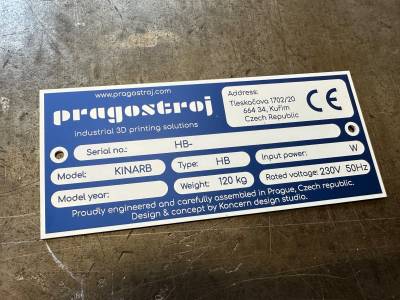 www.pragostroj.com
pragostroj
industrial 3D printing solutions
Address:
Tleskačova 1702/20
664 34, Kuřim
Czech Republic
CE
Serial no.: HB-
Model: KINARB
Type: HB
Input power: W
Model year:
Weight: 120 kg
Rated voltage: 230V 50Hz
Proudly engineered and carefully assembled in Prague, Czech republic.
Design & concept by Koncern design studio.